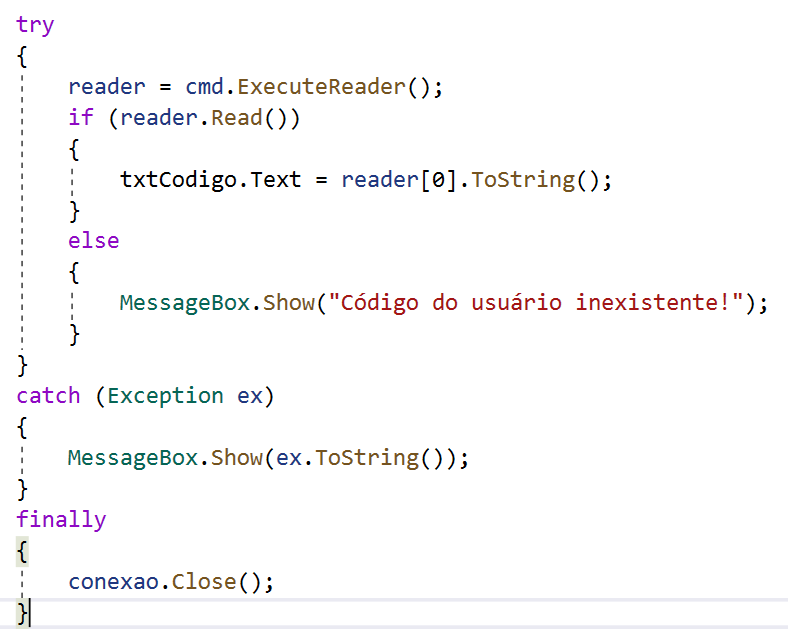 try
{
    reader = cmd.ExecuteReader();
    if (reader.Read())
    {
        txtCodigo.Text = reader[0].ToString();
    }
    else
    {
        MessageBox.Show("Código do usuário inexistente!");
    }
}
catch (Exception ex)
{
    MessageBox.Show(ex.ToString());
}
finally
{
    conexao.Close();
}